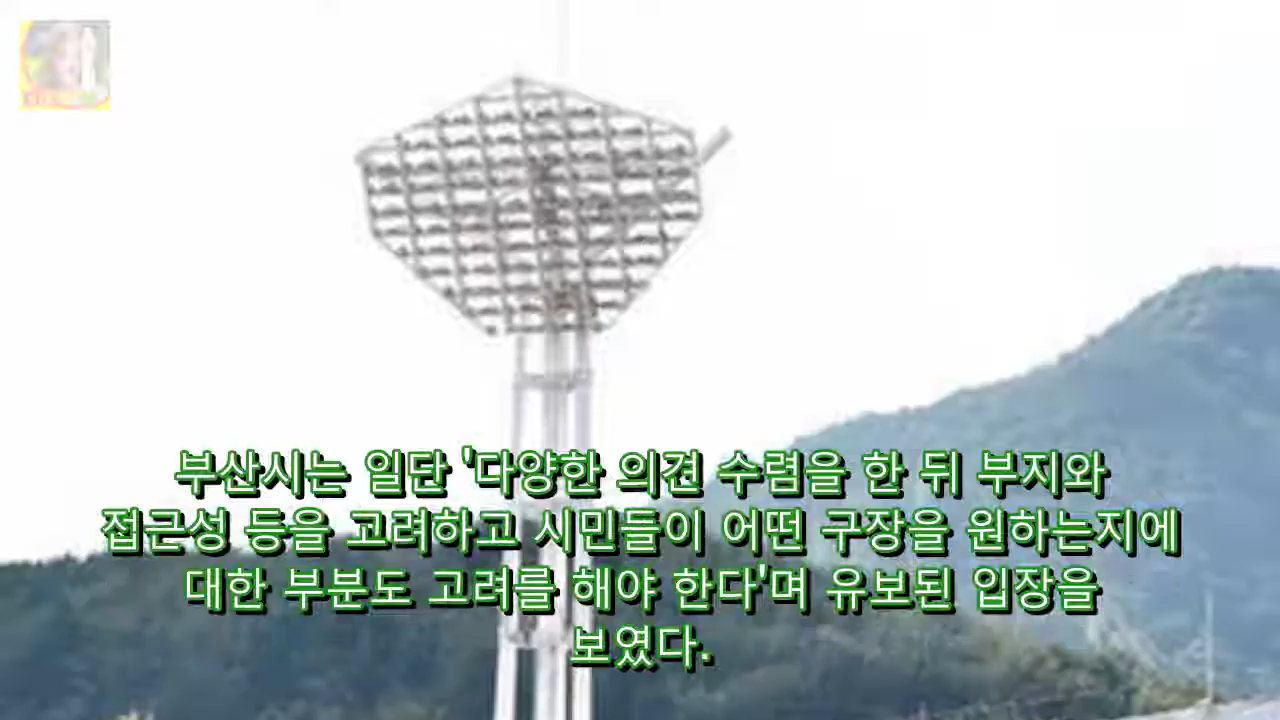 부산시는 일단 '다양한 의견 수렴을 한 뒤 부지와
접근성 등을 고려하고 시민들이 어떤 구장을 원하는지에
대한 부분도 고려를 해야 한다'며 유보된 입장을
보였다.